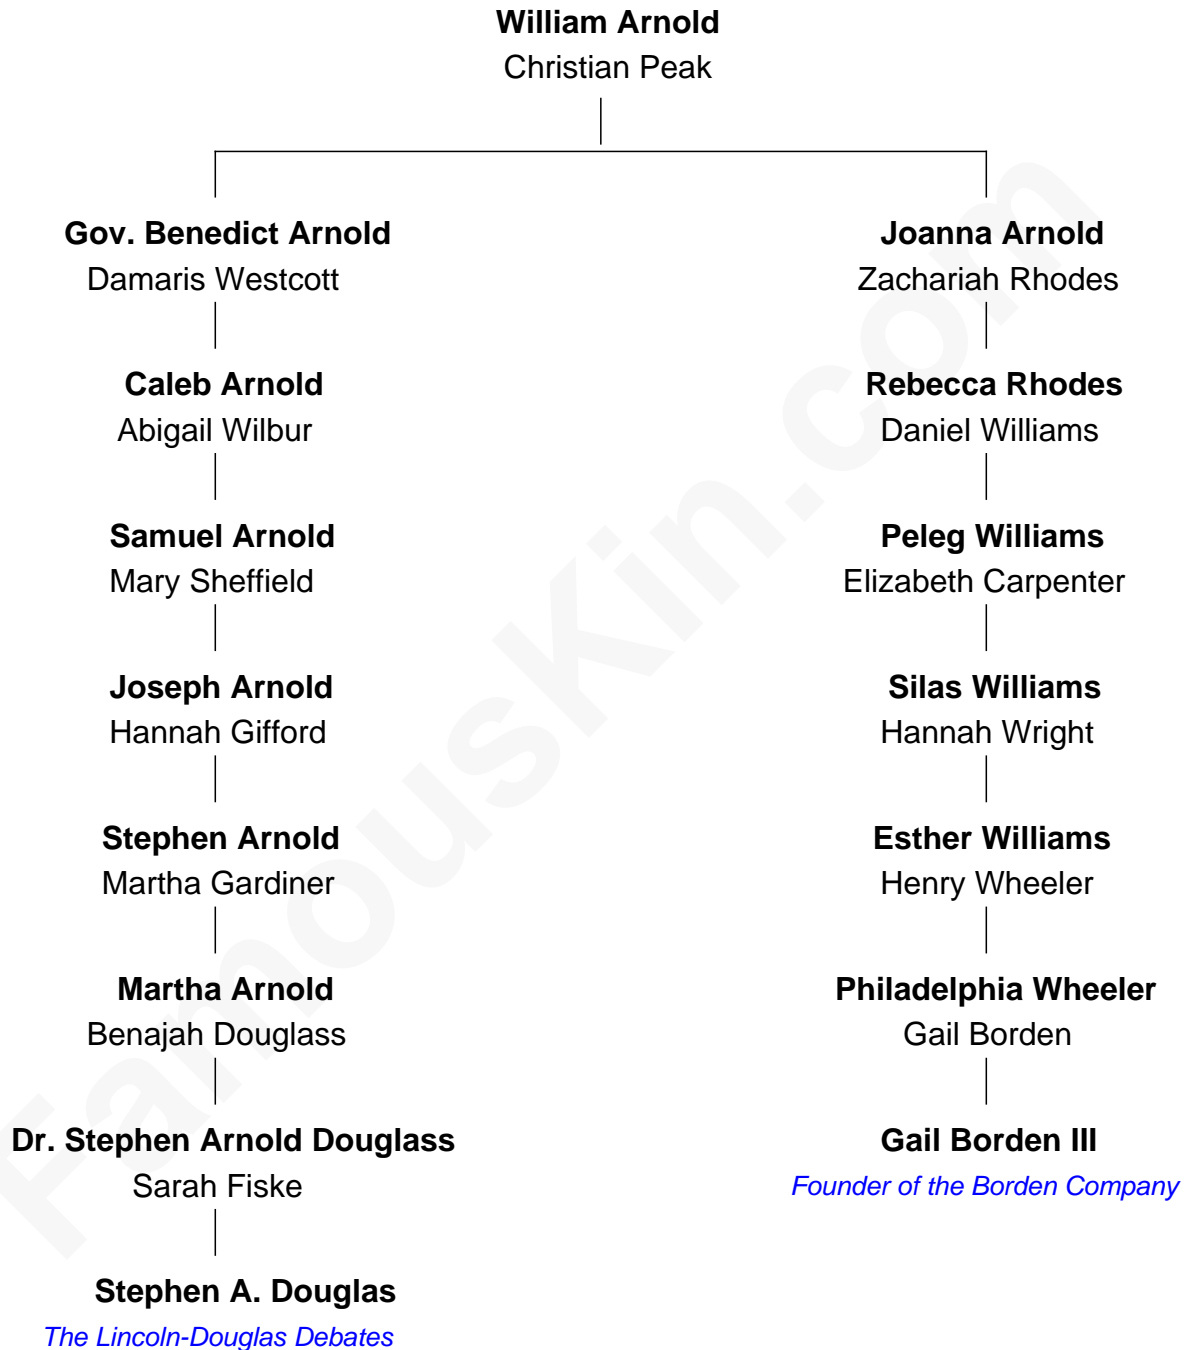 William Arnold
Christian Peak
Gov. Benedict Arnold
Damaris Westcott
Joanna Arnold
Zachariah Rhodes
Caleb Arnold
Abigail Wilbur
Rebecca Rhodes
Daniel Williams
Samuel Arnold
Mary Sheffield
Peleg Williams
Elizabeth Carpenter
Joseph Arnold
Hannah Gifford
Silas Williams
Hannah Wright
Stephen Arnold
Martha Gardiner
Esther Williams
Henry Wheeler
Martha Arnold
Benajah Douglass
Philadelphia Wheeler
Gail Borden
Dr. Stephen Arnold Douglass
Sarah Fiske
Gail Borden III
Founder of the Borden Company
Stephen A. Douglas
The Lincoln-Douglas Debates
FamousKin.com